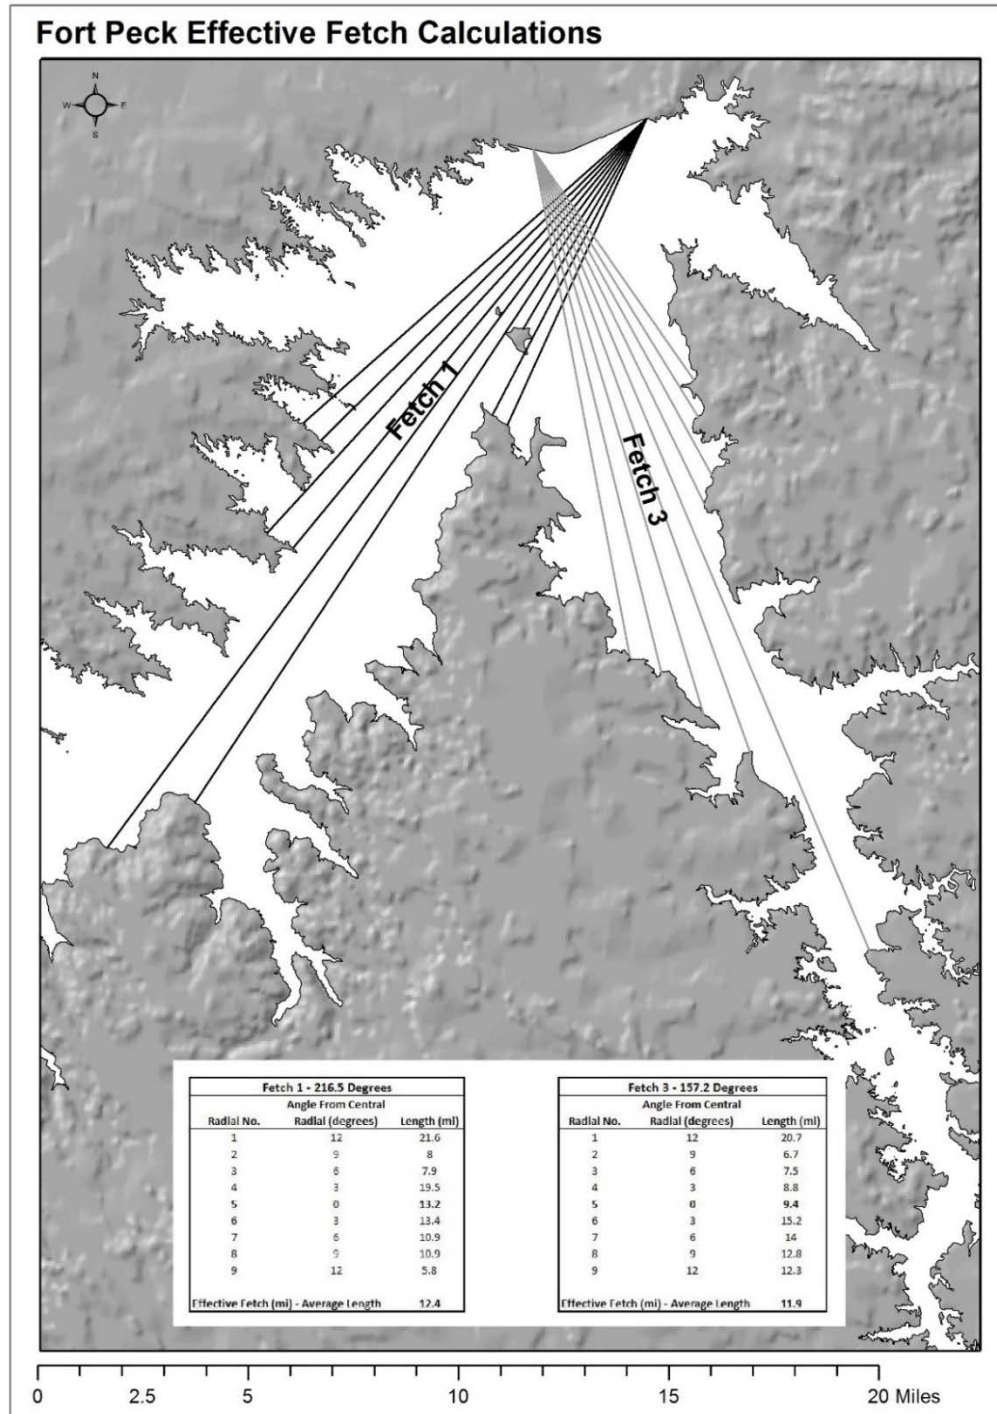 Fort Peck Effective Fetch Calculations
N
W E
S
Fetch 1
Fetch 3
Fetch 1 - 216.5 Degrees
Angle From Central
Radial No. Radial (degrees) Length (mi)
1 12 21.6
2 9 8
3 6 7.9
4 3 19.5
5 0 13.2
6 3 13.4
7 6 10.9
8 9 10.9
9 12 5.8
Effective Fetch (mi) - Average Length 12.4
Fetch 3 - 157.2 Degrees
Angle From Central
Radial No. Radial (degrees) Length (mi)
1 12 20.7
2 9 6.7
3 6 7.5
4 3 8.8
5 0 9.4
6 3 15.2
7 6 14
8 9 12.8
9 12 12.3
Effective Fetch (mi) - Average Length 11.9
0 2.5 5 10 15 20 Miles